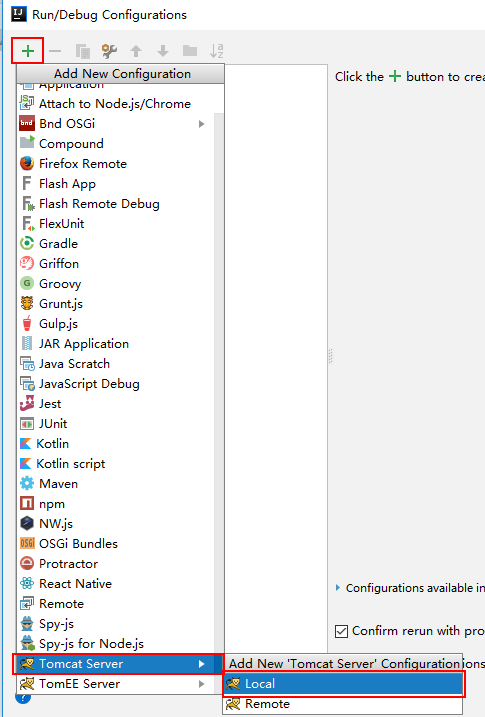 Run/Debug Configurations
Add New Configuration
Click the + button to crea
Application
Attach to Node.js/Chrome
Bnd OSGi
Compound
Firefox Remote
Flash App
Flash Remote Debug
FlexUnit
Gradle
Griffon
Groovy
Grunt.js
Gulp.js
JAR Application
Java Scratch
JavaScript Debug
Jest
JUnit
Kotlin
Kotlin script
Maven
npm
NW.js
OSGi Bundles
Protractor
React Native
Remote
Spy-js
Spy-js for Node.js
Tomcat Server
TomEE Server
Configurations available in
Confirm rerun with pro
Add New 'Tomcat Server' Configuration
ons
Local
Remote